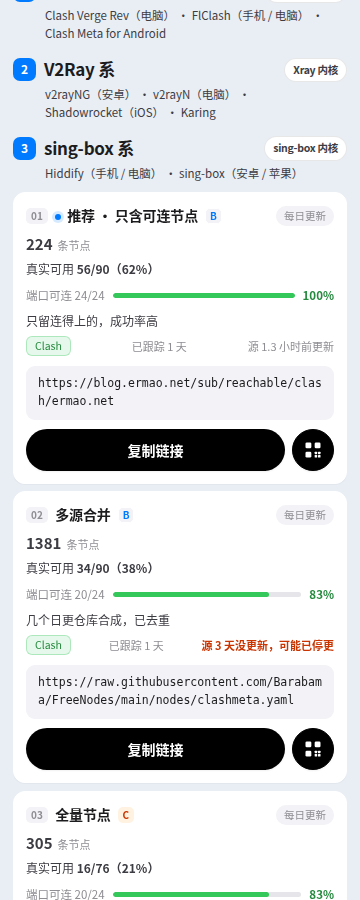 Clash Verge Rev（电脑） • FlClash（手机 / 电脑） •
Clash Meta for Android
2 V2Ray 系 Xray 内核
v2rayNG（安卓） • v2rayN（电脑） •
Shadowrocket（iOS） • Karing
3 sing-box 系 sing-box 内核
Hiddify（手机 / 电脑） • sing-box（安卓 / 苹果）
01 推荐 • 只含可连节点 B 每日更新
224 条节点
真实可用 56/90（62%）
端口可连 24/24 100%
只留连得上的，成功率高
Clash 已跟踪 1 天 源 1.3 小时前更新
https://blog.ermao.net/sub/reachable/clas
h/ermao.net
复制链接
02 多源合并 B 每日更新
1381 条节点
真实可用 34/90（38%）
端口可连 20/24 83%
几个日更仓库合成，已去重
Clash 已跟踪 1 天 源 3 天没更新，可能已停更
https://raw.githubusercontent.com/Barabam
a/FreeNodes/main/nodes/clashmeta.yaml
复制链接
03 全量节点 C 每日更新
305 条节点
真实可用 16/76（21%）
端口可连 20/24 83%